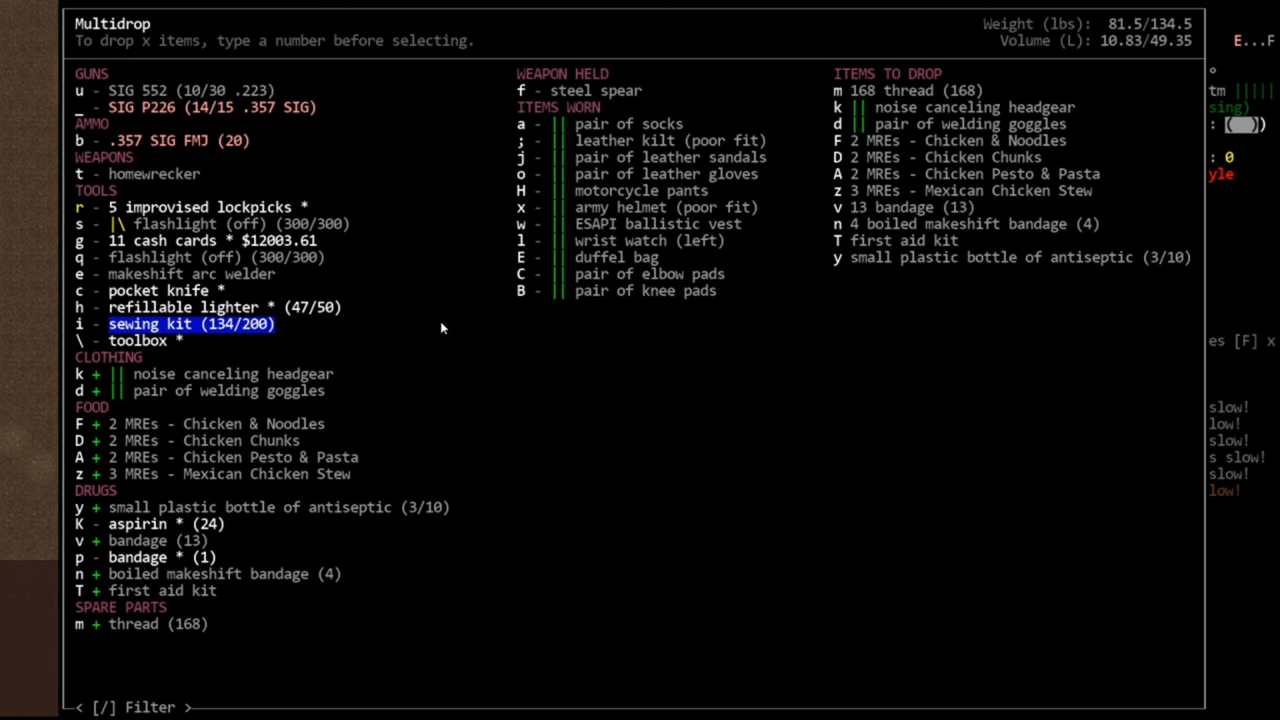 Multidrop
To drop x items, type a number before selecting.
Weight (lbs): 81.5/134.5
Volume (L): 10.83/49.35
GUNS
u - SIG 552 (10/30 .223)
_ - SIG P226 (14/15 .357 SIG)
AMMO
b - .357 SIG FMJ (20)
WEAPONS
t - homewrecker
TOOLS
r - 5 improvised lockpicks *
s - |\ flashlight (off) (300/300)
g - 11 cash cards * $12003.61
q - flashlight (off) (300/300)
e - makeshift arc welder
c - pocket knife *
h - refillable lighter * (47/50)
i - sewing kit (134/200)
\ - toolbox *
CLOTHING
k + || noise canceling headgear
d + || pair of welding goggles
FOOD
F + 2 MREs - Chicken & Noodles
D + 2 MREs - Chicken Chunks
A + 2 MREs - Chicken Pesto & Pasta
z + 3 MREs - Mexican Chicken Stew
DRUGS
y + small plastic bottle of antiseptic (3/10)
K - aspirin * (24)
v + bandage (13)
p - bandage * (1)
n + boiled makeshift bandage (4)
T + first aid kit
SPARE PARTS
m + thread (168)
WEAPON HELD
f - steel spear
ITEMS WORN
a - || pair of socks
; - || leather kilt (poor fit)
j - || pair of leather sandals
o - || pair of leather gloves
H - || motorcycle pants
x - || army helmet (poor fit)
w - || ESAPI ballistic vest
l - || wrist watch (left)
E - || duffel bag
C - || pair of elbow pads
B - || pair of knee pads
ITEMS TO DROP
m 168 thread (168)
k || noise canceling headgear
d || pair of welding goggles
F 2 MREs - Chicken & Noodles
D 2 MREs - Chicken Chunks
A 2 MREs - Chicken Pesto & Pasta
z 3 MREs - Mexican Chicken Stew
v 13 bandage (13)
n 4 boiled makeshift bandage (4)
T first aid kit
y small plastic bottle of antiseptic (3/10)
< [/] Filter >
E...F
tm |||||
sing)
: 0
yle
es [F] x
slow!
low!
slow!
s slow!
slow!
low!